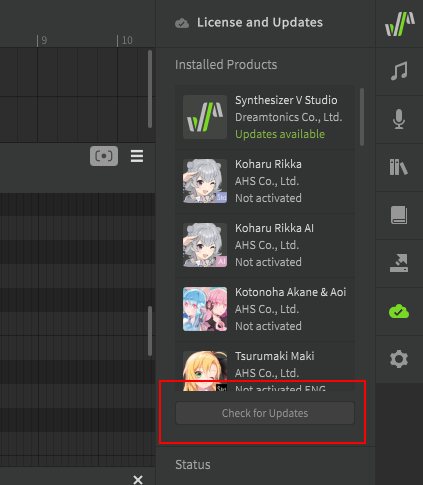 9
10
License and Updates
Installed Products
Synthesizer V Studio
Dreamtonics Co., Ltd.
Updates available
Koharu Rikka
AHS Co., Ltd.
Not activated
Koharu Rikka AI
AHS Co., Ltd.
Not activated
AI
Kotonoha Akane & Aoi
AHS Co., Ltd.
Not activated
Tsurumaki Maki
AHS Co., Ltd.
Not activated ENG
Check for Updates
Status